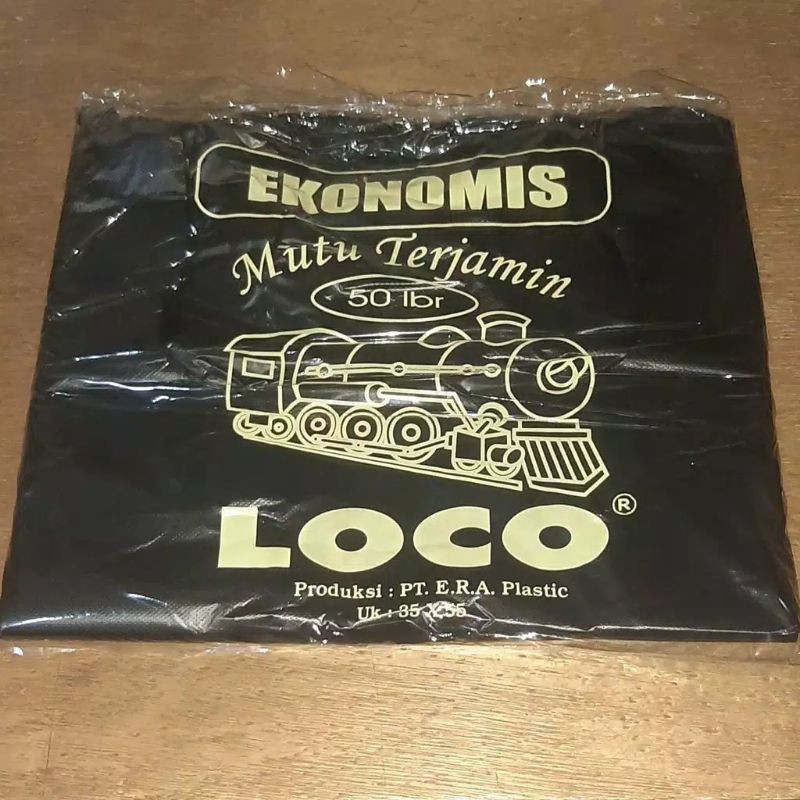 EKONOMIS
Mutu Terjamin
50 lbr
LOCO ®
Produksi : PT. E.R.A. Plastic
Uk : 35 X 55